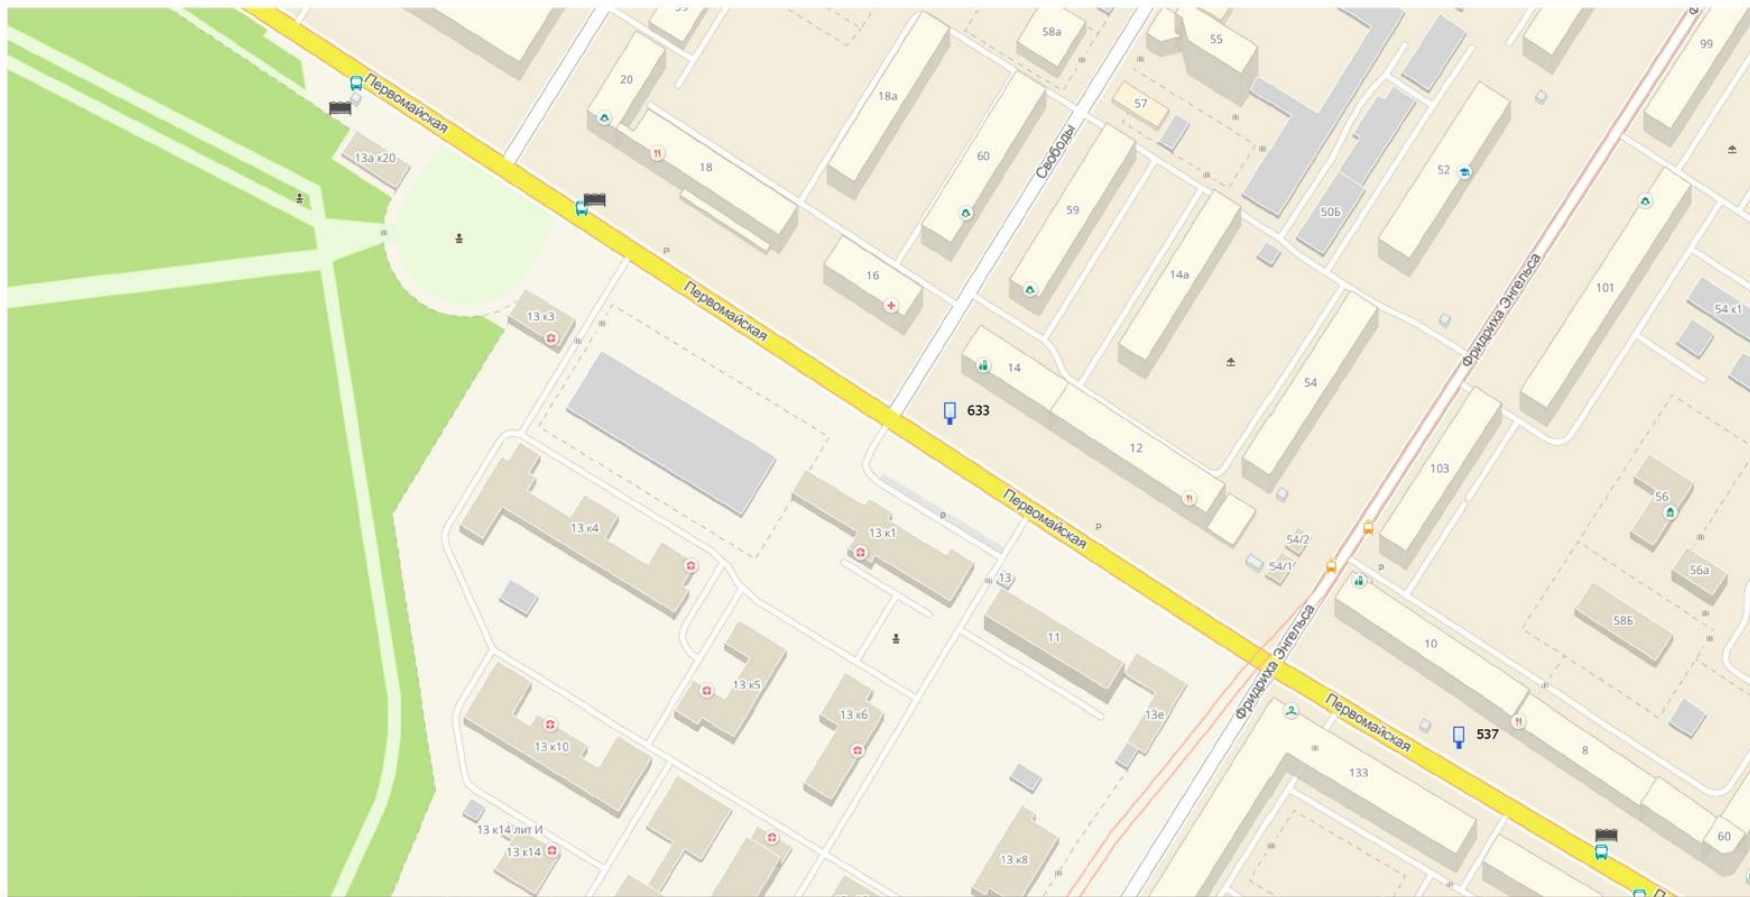 58а
55
99
Первомайская
20
57
18а
13а к20
18
60
Свободы
52
59
50Б
16
14а
101
Первомайская
Фридриха Энгельса
54 к1
13 к3
14
54
633
12
103
56
Первомайская
13 к4
13 к1
54/2
54/1
56а
13
58Б
11
10
Фридриха Энгельса
13 к5
13 к6
13е
Первомайская
537
13 к10
8
133
60
13 к14 лит И
13 к14
13 к8